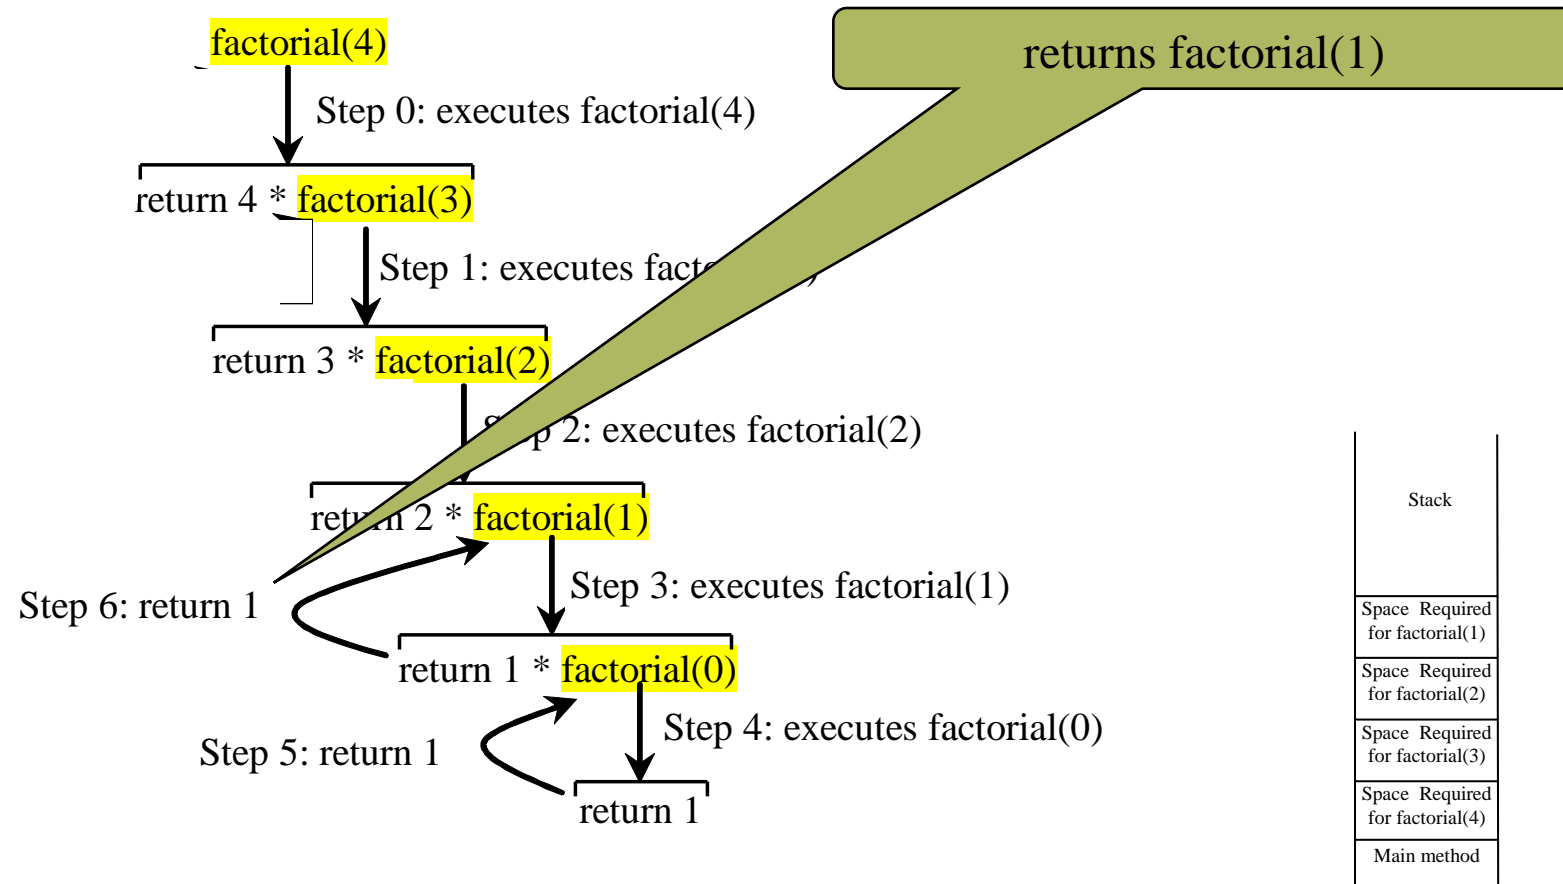 factorial(4)
returns factorial(1)
Step 0: executes factorial(4)
return 4 * factorial(3)
Step 1: executes
return 3 * factorial(2)
2: executes factorial(2)
return 2 * factorial(1)
Step 3: executes factorial(1)
Step 6: return 1
return 1 * factorial(0)
Step 4: executes factorial(0)
Step 5: return 1
return 1
Stack
Space Required
for factorial(1)
Space Required
for factorial(2)
Space Required
for factorial(3)
Space Required
for factorial(4)
Main method